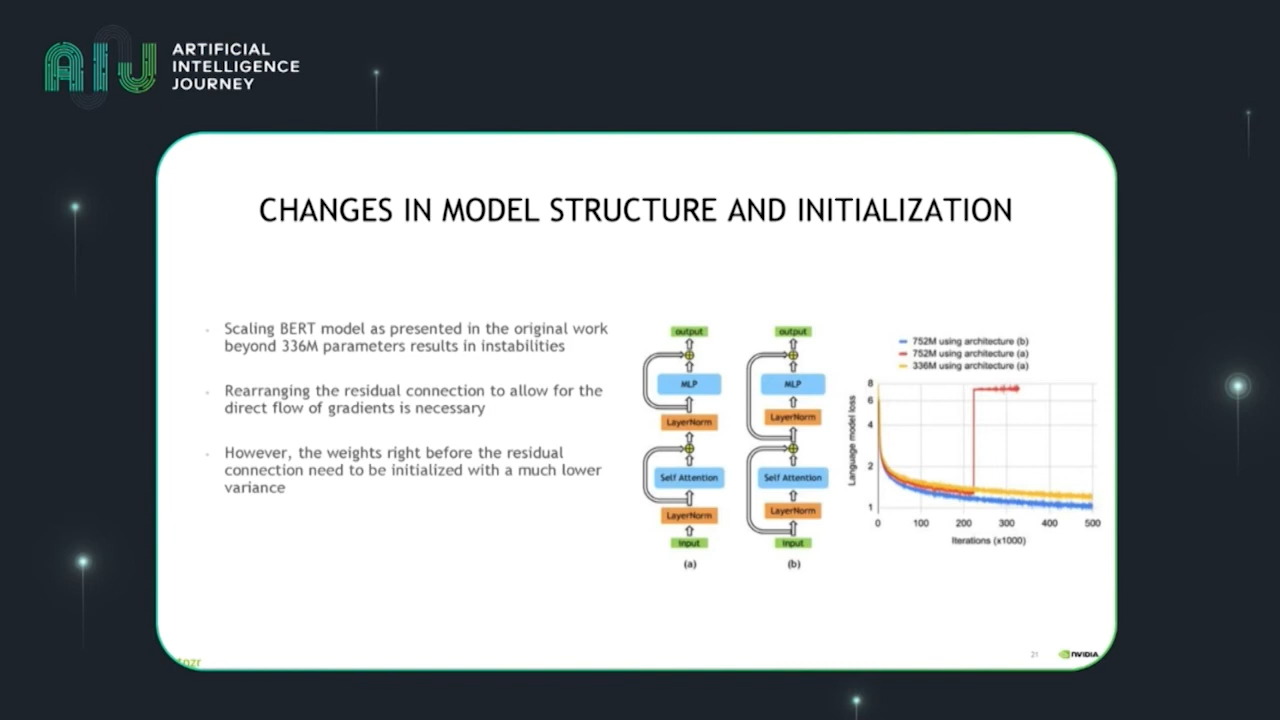 ARTIFICIAL
INTELLIGENCE
JOURNEY
CHANGES IN MODEL STRUCTURE AND INITIALIZATION
Scaling BERT model as presented in the original work
beyond 336M parameters results in instabilities
Rearranging the residual connection to allow for the
direct flow of gradients is necessary
However, the weights right before the residual
connection need to be initialized with a much lower
variance
output
MLP
LayerNorm
Self Attention
LayerNorm
Input
(a)
output
MLP
LayerNorm
Self Attention
LayerNorm
Input
(b)
752M using architecture (b)
752M using architecture (a)
336M using architecture (a)
Language model loss
8
6
4
2
1
0 100 200 300 400 500
Iterations (x1000)
21
NVIDIA